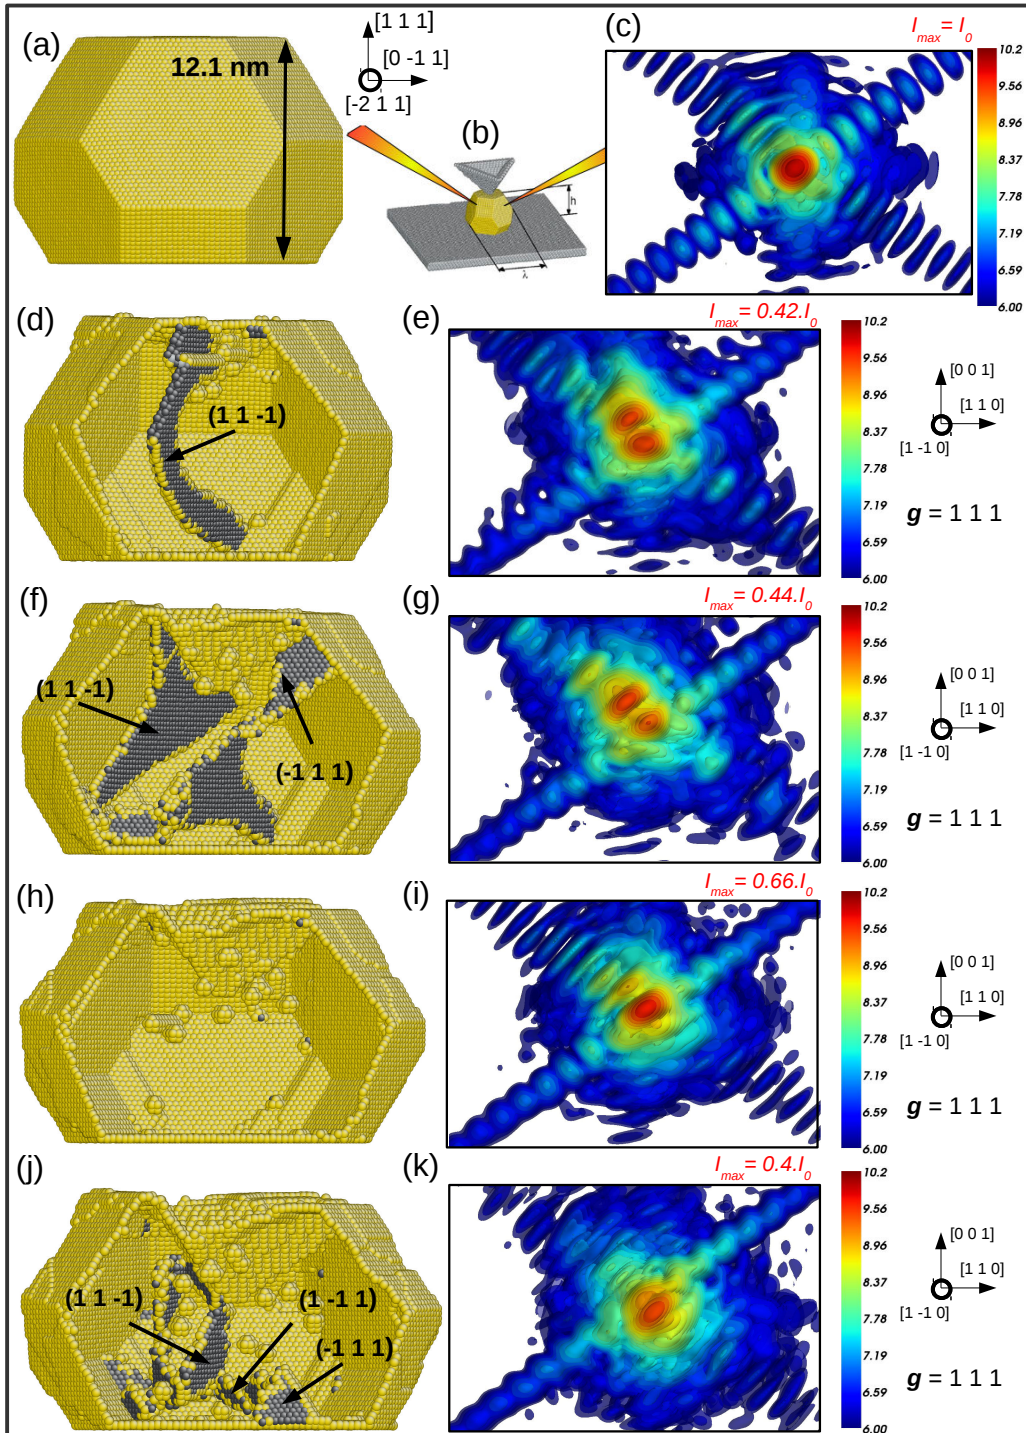 (a)
12.1 nm
[1 1 1]
[0 -1 1]
[-2 1 1]
(b)
h
λ
(c)
I_max = I_0
10.2
9.56
8.96
8.37
7.78
7.19
6.59
6.00
(d)
(1 1 -1)
(e)
I_max = 0.42.I_0
10.2
9.56
8.96
8.37
7.78
7.19
6.59
6.00
[0 0 1]
[1 1 0]
[1 -1 0]
g = 1 1 1
(f)
(1 1 -1)
(-1 1 1)
(g)
I_max = 0.44.I_0
10.2
9.56
8.96
8.37
7.78
7.19
6.59
6.00
[0 0 1]
[1 1 0]
[1 -1 0]
g = 1 1 1
(h)
(i)
I_max = 0.66.I_0
10.2
9.56
8.96
8.37
7.78
7.19
6.59
6.00
[0 0 1]
[1 1 0]
[1 -1 0]
g = 1 1 1
(j)
(1 1 -1)
(1 -1 1)
(-1 1 1)
(k)
I_max = 0.4.I_0
10.2
9.56
8.96
8.37
7.78
7.19
6.59
6.00
[0 0 1]
[1 1 0]
[1 -1 0]
g = 1 1 1